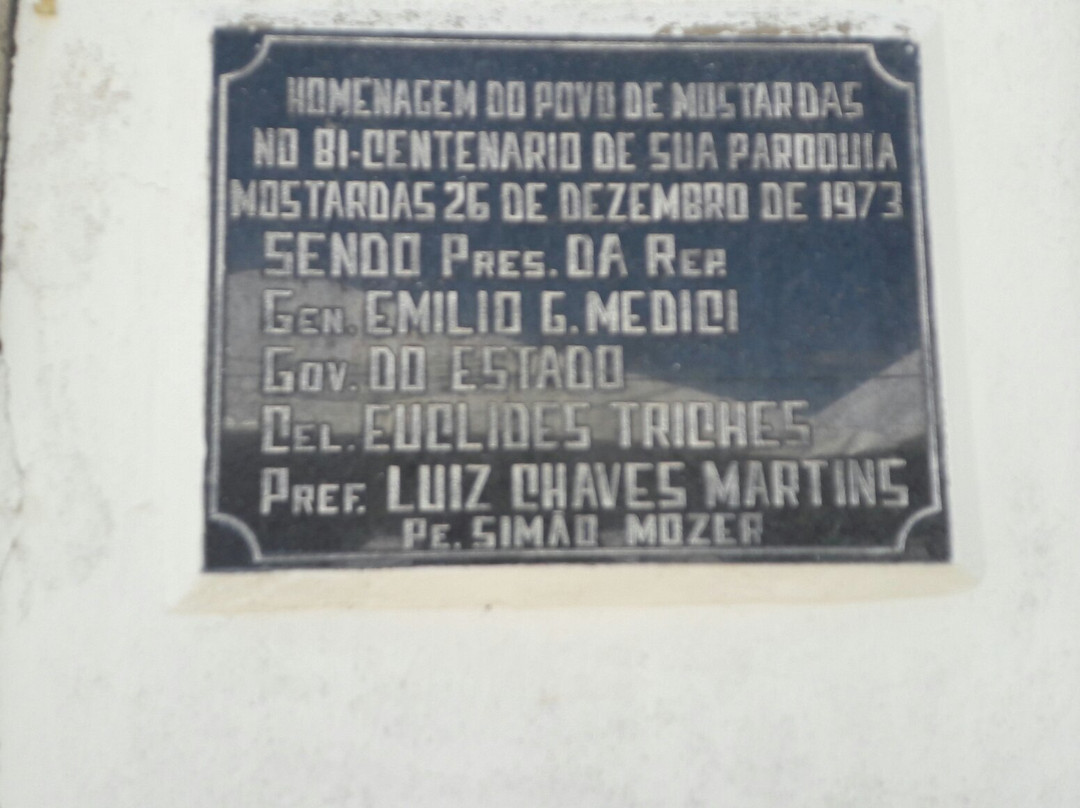 HOMENAGEM DO POVO DE MOSTARDAS
NO BI-CENTENARIO DE SUA PAROQUIA
MOSTARDAS 26 DE DEZEMBRO DE 1973
SENDO PRES. DA REP.
GEN. EMILIO G. MEDICI
GOV. DO ESTADO
CEL. EUCLIDES TRICHES
PREF. LUIZ CHAVES MARTINS
PE. SIMÃO MOZER